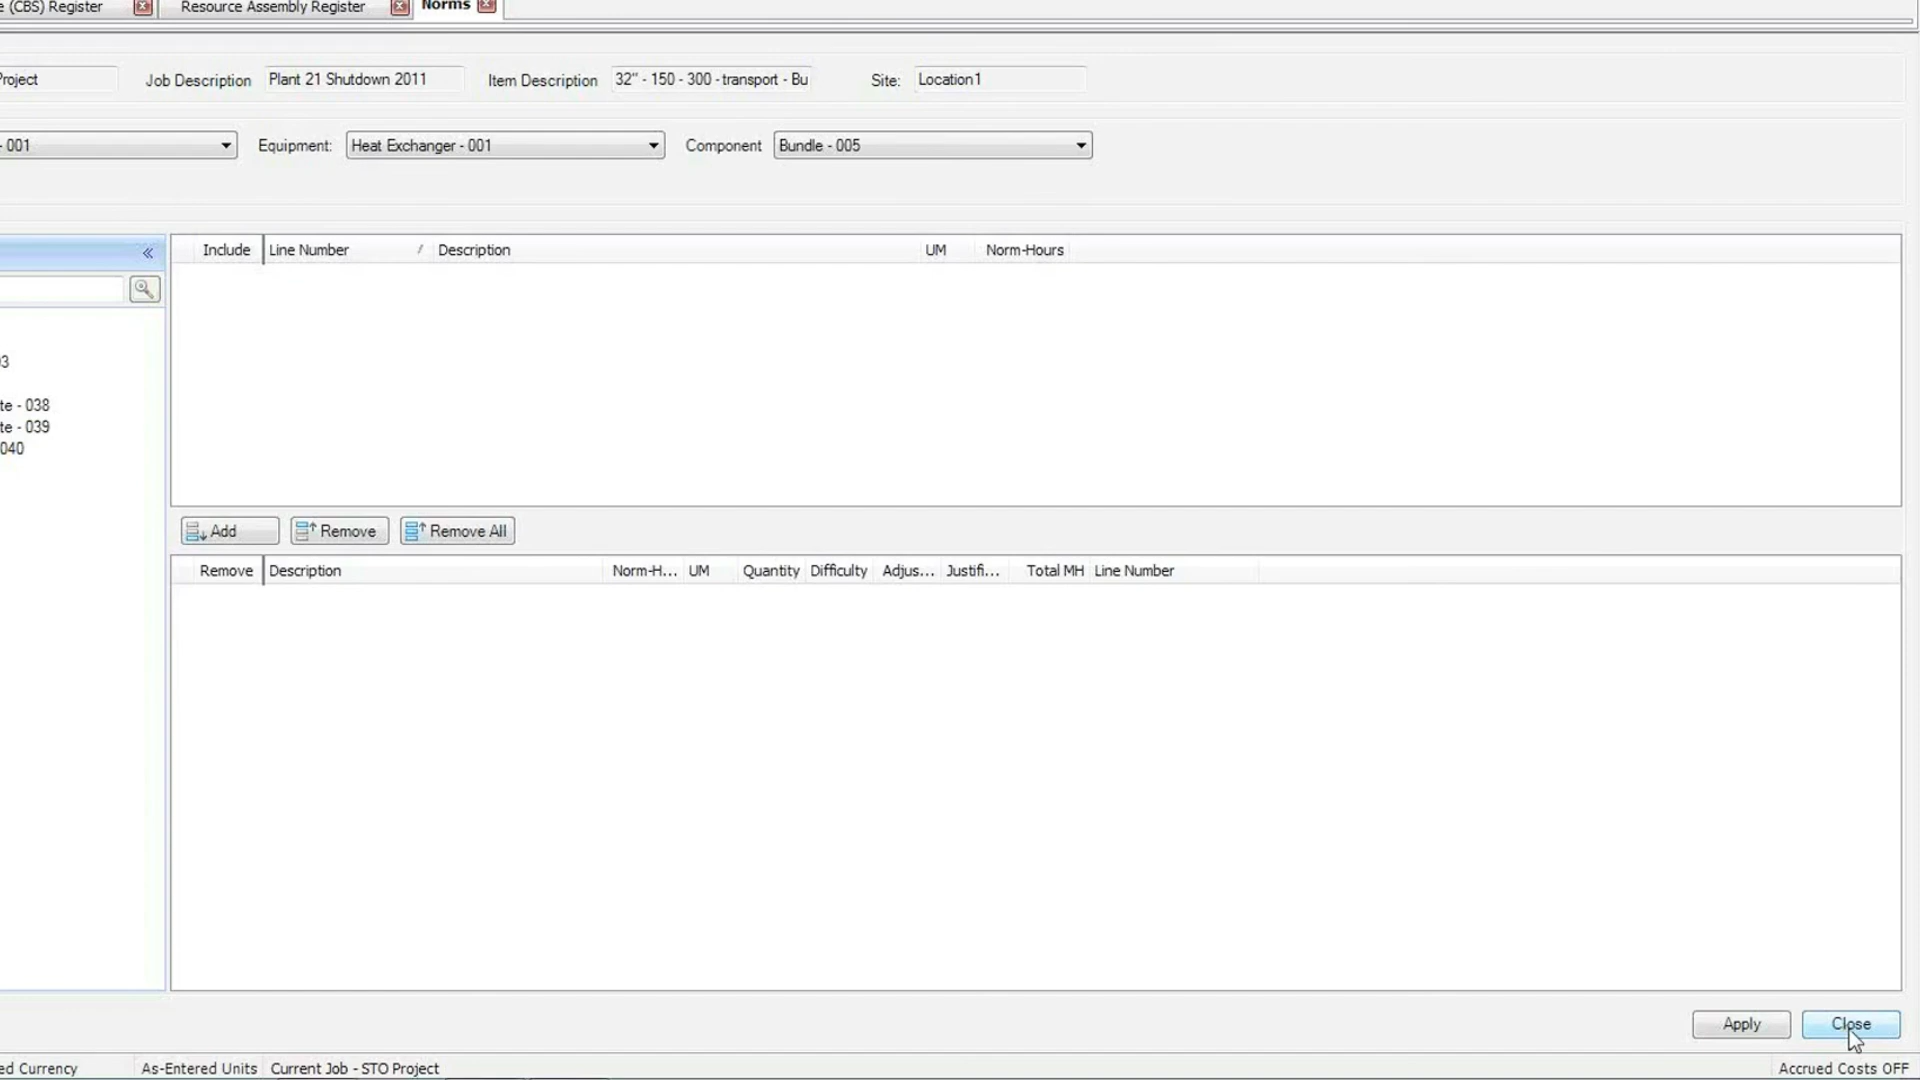 e (CBS) Register Resource Assembly Register Norms
Project Job Description Plant 21 Shutdown 2011 Item Description 32" - 150 - 300 - transport - Bu Site: Location1
- 001 Equipment: Heat Exchanger - 001 Component Bundle - 005
Include Line Number / Description UM Norm-Hours
03
te - 038
te - 039
040
Add Remove Remove All
Remove Description Norm-H... UM Quantity Difficulty Adjus... Justifi... Total MH Line Number
Apply Close
ed Currency As-Entered Units Current Job - STO Project Accrued Costs OFF